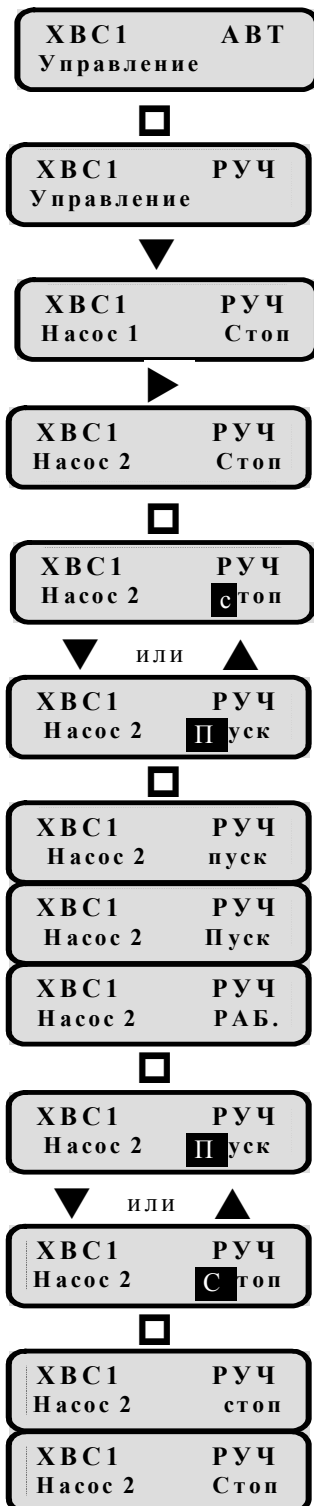 ХВС1 АВТ
Управление
ХВС1 РУЧ
Управление
ХВС1 РУЧ
Насос 1 Стоп
ХВС1 РУЧ
Насос 2 Стоп
ХВС1 РУЧ
Насос 2 стоп
или
ХВС1 РУЧ
Насос 2 Пуск
ХВС1 РУЧ
Насос 2 пуск
ХВС1 РУЧ
Насос 2 Пуск
ХВС1 РУЧ
Насос 2 РАБ.
ХВС1 РУЧ
Насос 2 Пуск
или
ХВС1 РУЧ
Насос 2 Стоп
ХВС1 РУЧ
Насос 2 стоп
ХВС1 РУЧ
Насос 2 Стоп